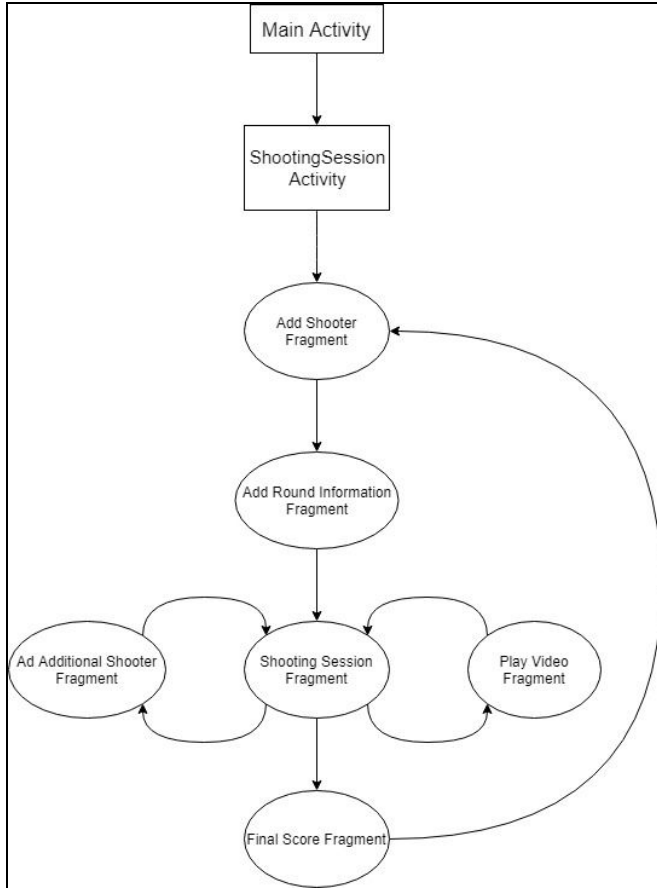 Main Activity
ShootingSession
Activity
Add Shooter
Fragment
Add Round Information
Fragment
Ad Additional Shooter
Fragment
Shooting Session
Fragment
Play Video
Fragment
Final Score Fragment